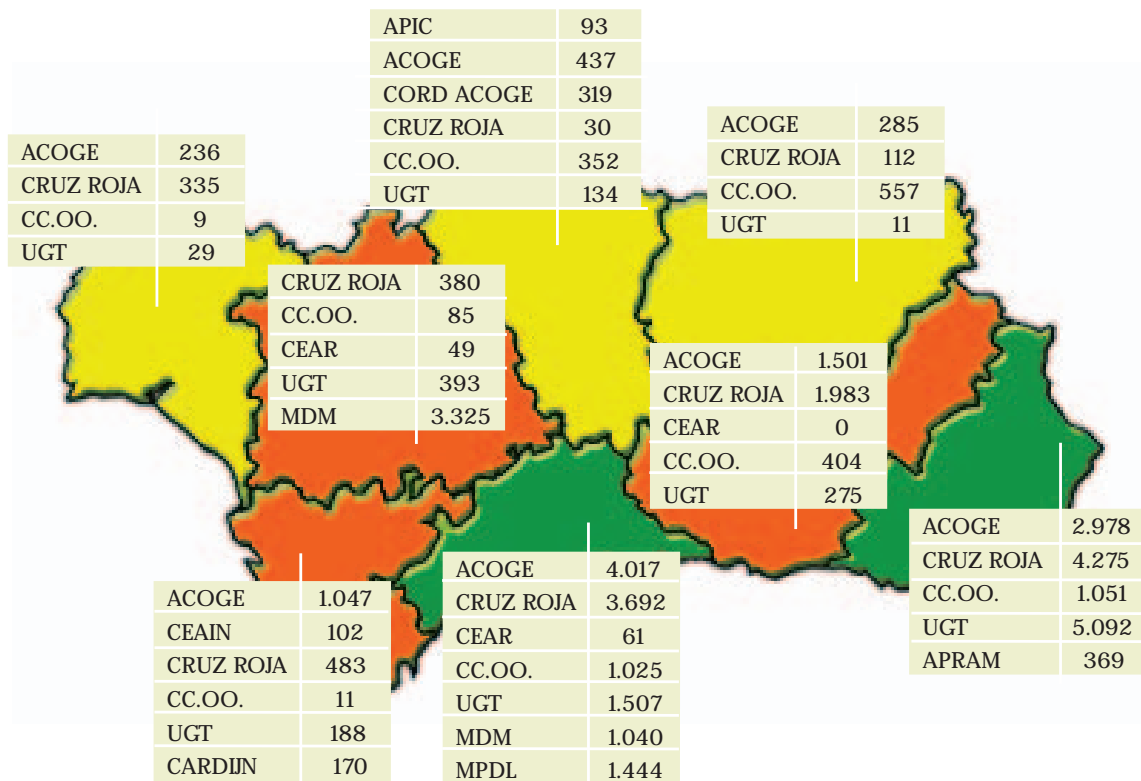 APIC 93
ACOGE 437
CORD ACOGE 319
CRUZ ROJA 30
CC.OO. 352
UGT 134
ACOGE 285
CRUZ ROJA 112
CC.OO. 557
UGT 11
ACOGE 236
CRUZ ROJA 335
CC.OO. 9
UGT 29
CRUZ ROJA 380
CC.OO. 85
CEAR 49
UGT 393
MDM 3.325
ACOGE 1.501
CRUZ ROJA 1.983
CEAR 0
CC.OO. 404
UGT 275
ACOGE 2.978
CRUZ ROJA 4.275
CC.OO. 1.051
UGT 5.092
APRAM 369
ACOGE 4.017
CRUZ ROJA 3.692
CEAR 61
CC.OO. 1.025
UGT 1.507
MDM 1.040
MPDL 1.444
ACOGE 1.047
CEAIN 102
CRUZ ROJA 483
CC.OO. 11
UGT 188
CARDIJN 170